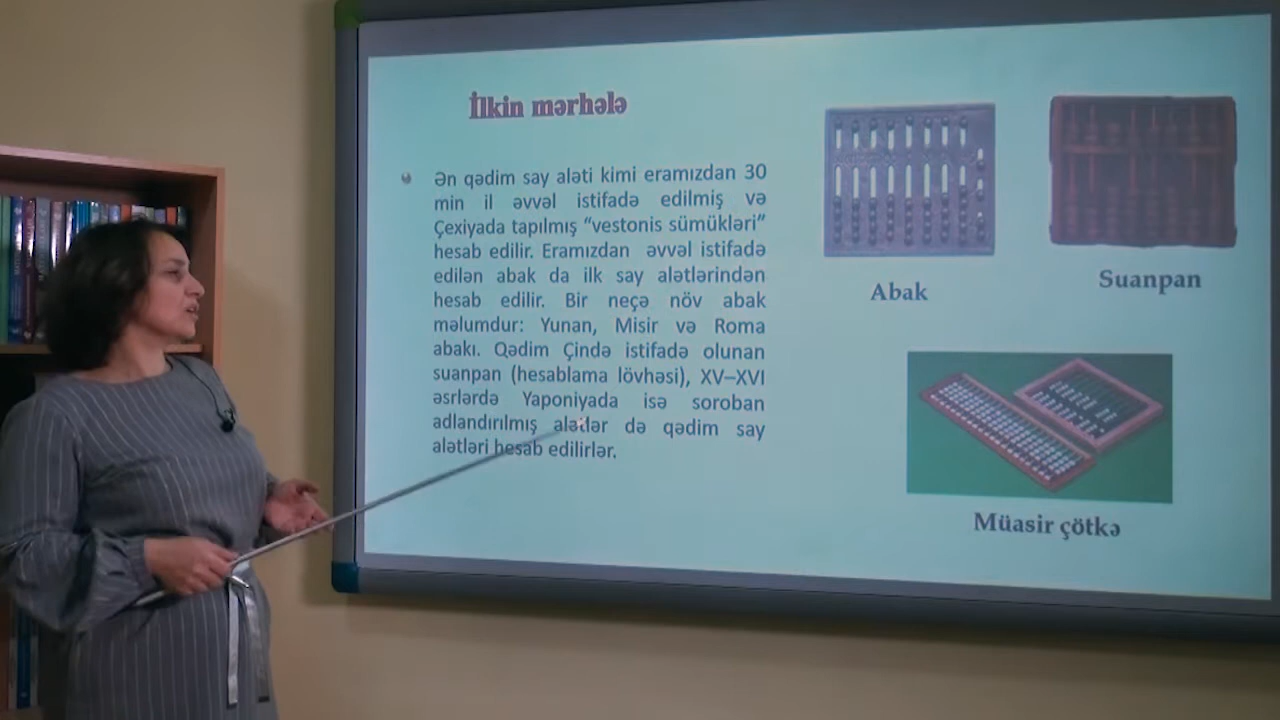 İlkin mərhələ
Ən qədim say aləti kimi eramızdan 30
min il əvvəl istifadə edilmiş və
Çexiyada tapılmış “vestonis sümükləri”
hesab edilir. Eramızdan əvvəl istifadə
edilən abak da ilk say alətlərindən
hesab edilir. Bir neçə növ abak
məlumdur: Yunan, Misir və Roma
abakı. Qədim Çində istifadə olunan
suanpan (hesablama lövhəsi), XV–XVI
əsrlərdə Yaponiyada isə soroban
adlandırılmış alətlər də qədim say
alətləri hesab edilirlər.
Abak
Suanpan
Müasir çötkə